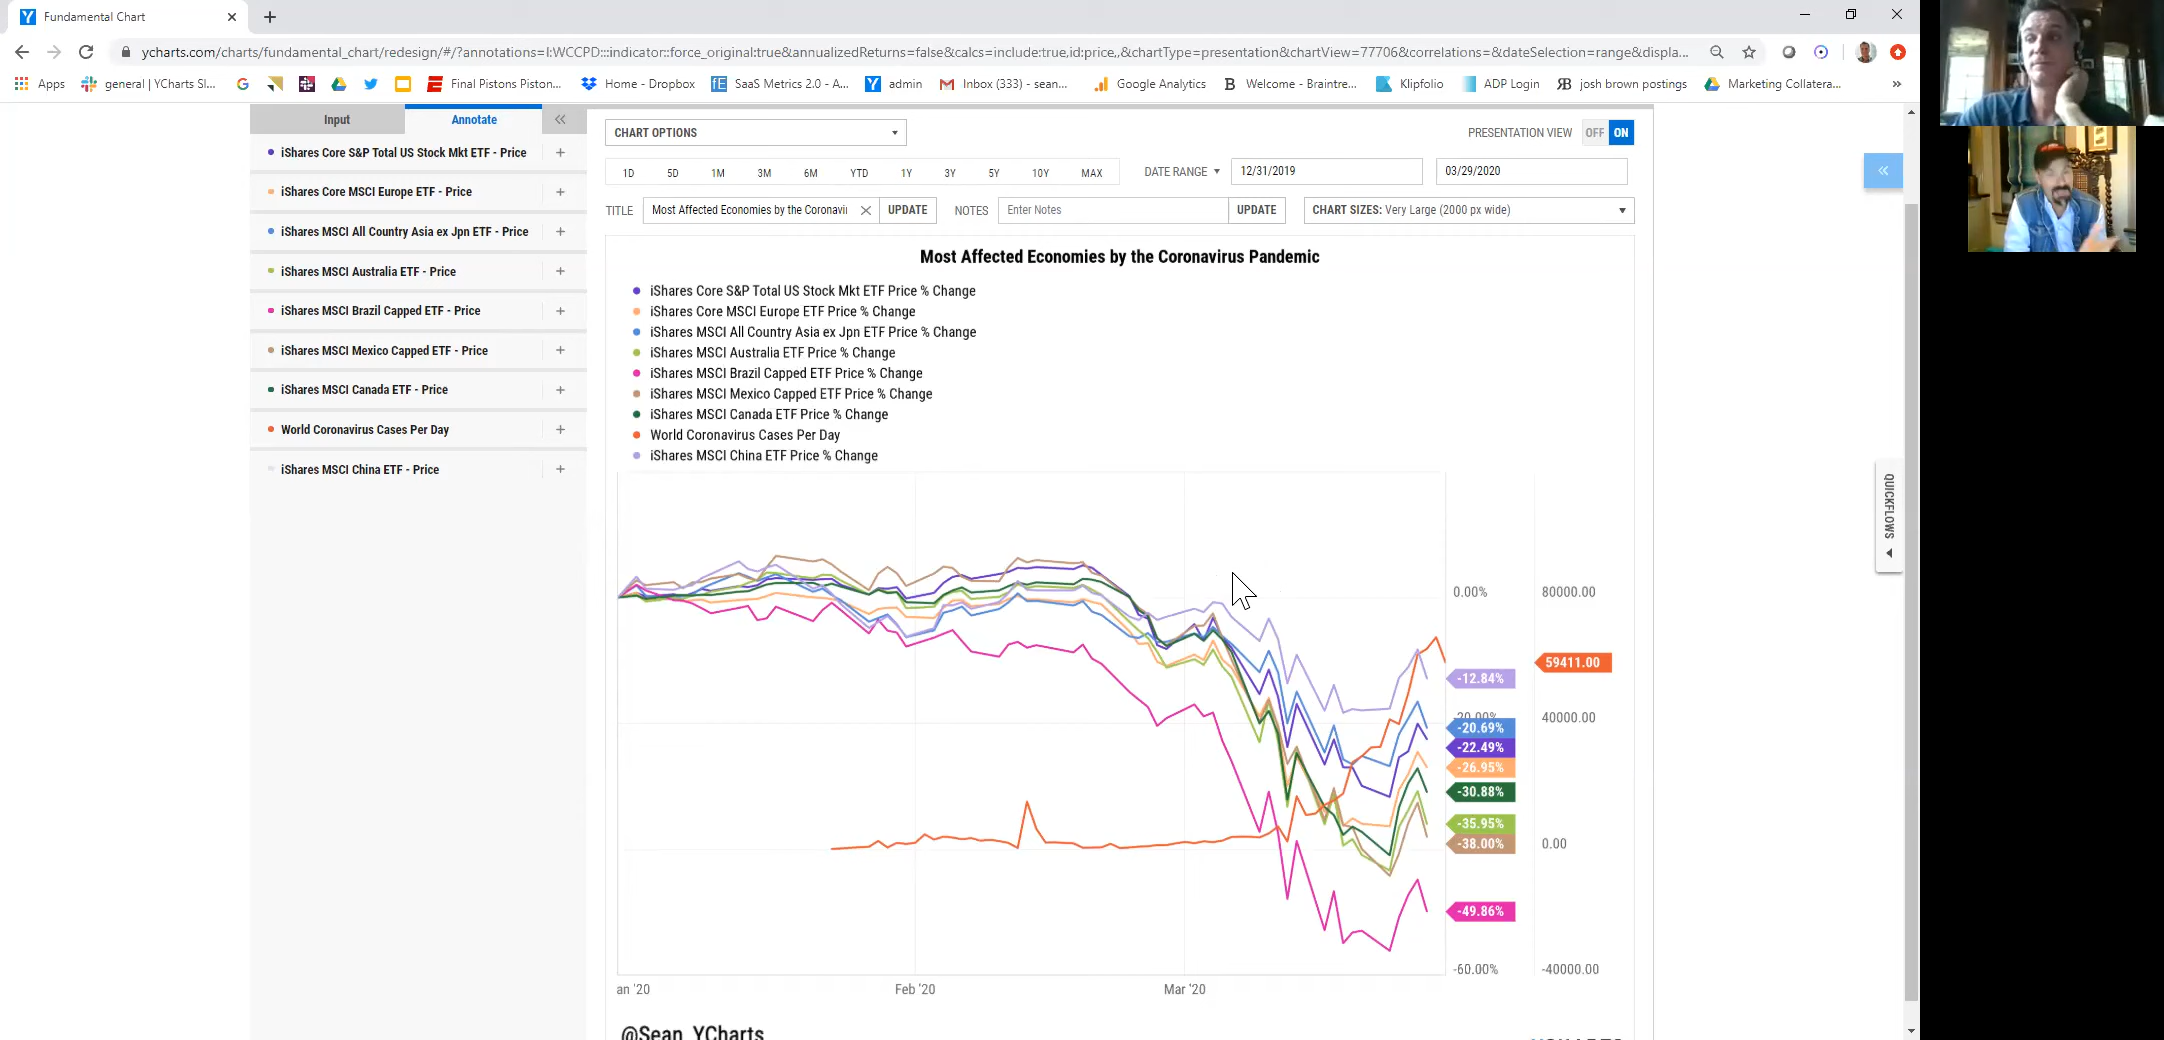 Fundamental Chart
ycharts.com/charts/fundamental_chart/redesign/#/?annotations=I:WCCPD:::indicator::force_original:true&annualizedReturns=false&calcs=include:true,id:price,,&chartType=presentation&chartView=77706&correlations=&dateSelection=range&displa...
Apps general | YCharts Sl... Final Pistons Piston... Home - Dropbox SaaS Metrics 2.0 - A... admin Inbox (333) - sean... Google Analytics Welcome - Braintre... Klipfolio ADP Login josh brown postings Marketing Collatera... »
Input Annotate
iShares Core S&P Total US Stock Mkt ETF - Price
iShares Core MSCI Europe ETF - Price
iShares MSCI All Country Asia ex Jpn ETF - Price
iShares MSCI Australia ETF - Price
iShares MSCI Brazil Capped ETF - Price
iShares MSCI Mexico Capped ETF - Price
iShares MSCI Canada ETF - Price
World Coronavirus Cases Per Day
iShares MSCI China ETF - Price
CHART OPTIONS
PRESENTATION VIEW OFF ON
1D 5D 1M 3M 6M YTD 1Y 3Y 5Y 10Y MAX DATE RANGE 12/31/2019 03/29/2020
TITLE Most Affected Economies by the Coronavir UPDATE NOTES Enter Notes UPDATE CHART SIZES: Very Large (2000 px wide)
Most Affected Economies by the Coronavirus Pandemic
iShares Core S&P Total US Stock Mkt ETF Price % Change
iShares Core MSCI Europe ETF Price % Change
iShares MSCI All Country Asia ex Jpn ETF Price % Change
iShares MSCI Australia ETF Price % Change
iShares MSCI Brazil Capped ETF Price % Change
iShares MSCI Mexico Capped ETF Price % Change
iShares MSCI Canada ETF Price % Change
World Coronavirus Cases Per Day
iShares MSCI China ETF Price % Change
QUICKFLOWS
0.00% 80000.00
59411.00
-12.84%
-20.00% 40000.00
-20.69%
-22.49%
-26.95%
-30.88%
-35.95%
-38.00% 0.00
-49.86%
-60.00% -40000.00
an '20 Feb '20 Mar '20
@Sean_YCharts